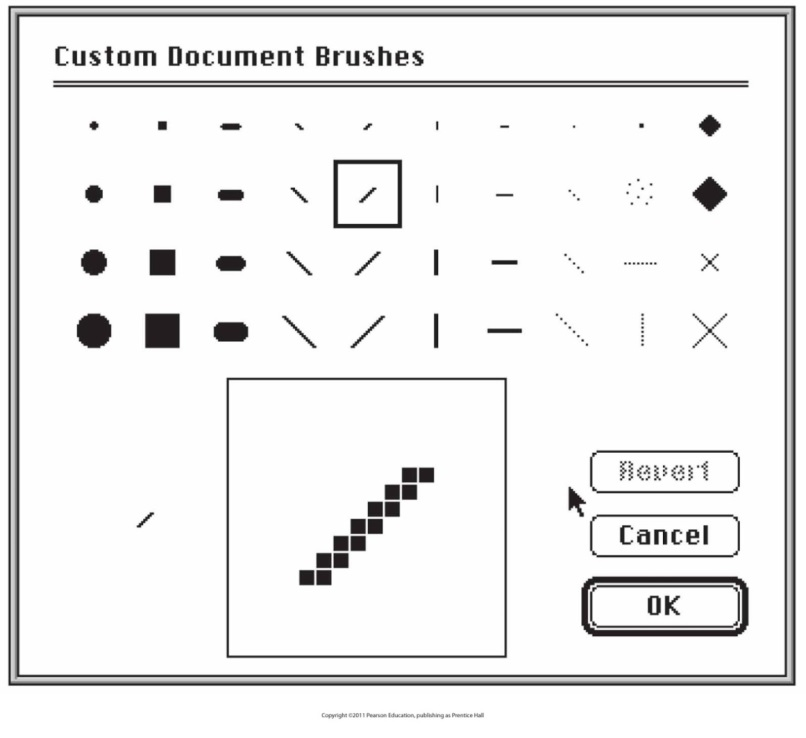 Custom Document Brushes
Revert
Cancel
OK
Copyright ©2011 Pearson Education, publishing as Prentice Hall